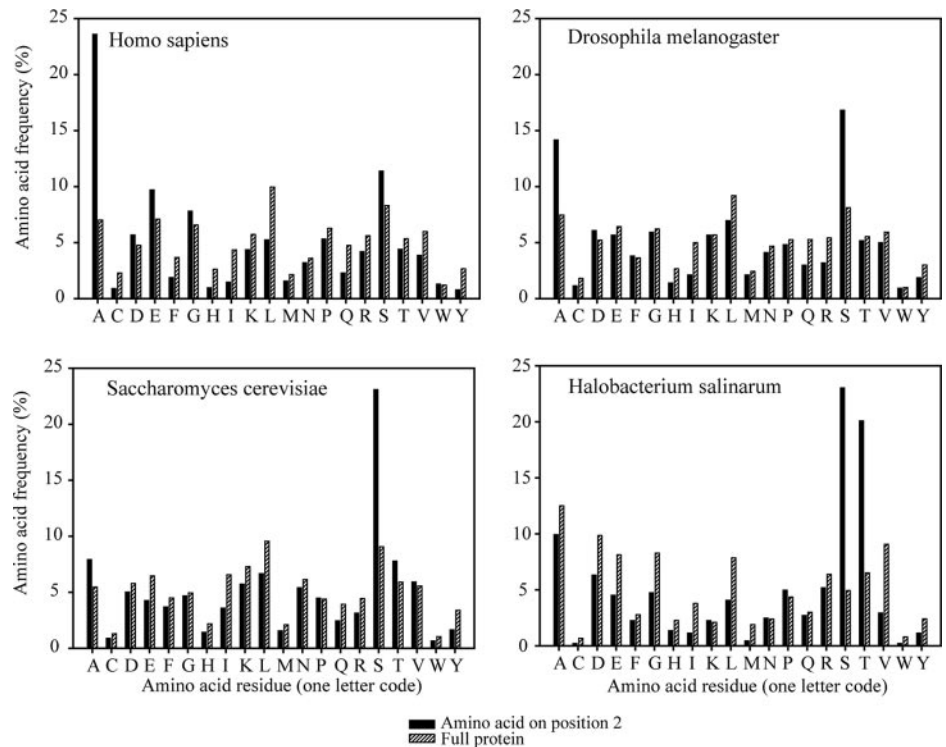 Homo sapiens
Amino acid frequency (%)
25
20
15
10
5
0
A C D E F G H I K L M N P Q R S T V W Y
Drosophila melanogaster
25
20
15
10
5
0
A C D E F G H I K L M N P Q R S T V W Y
Saccharomyces cerevisiae
Amino acid frequency (%)
25
20
15
10
5
0
A C D E F G H I K L M N P Q R S T V W Y
Amino acid residue (one letter code)
Halobacterium salinarum
25
20
15
10
5
0
A C D E F G H I K L M N P Q R S T V W Y
Amino acid residue (one letter code)
Amino acid on position 2
Full protein